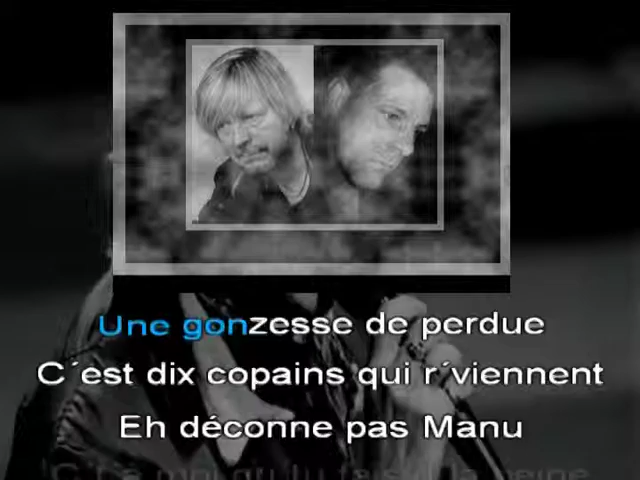 Une gonzesse de perdue
C´est dix copains qui r´viennent
Eh déconne pas Manu